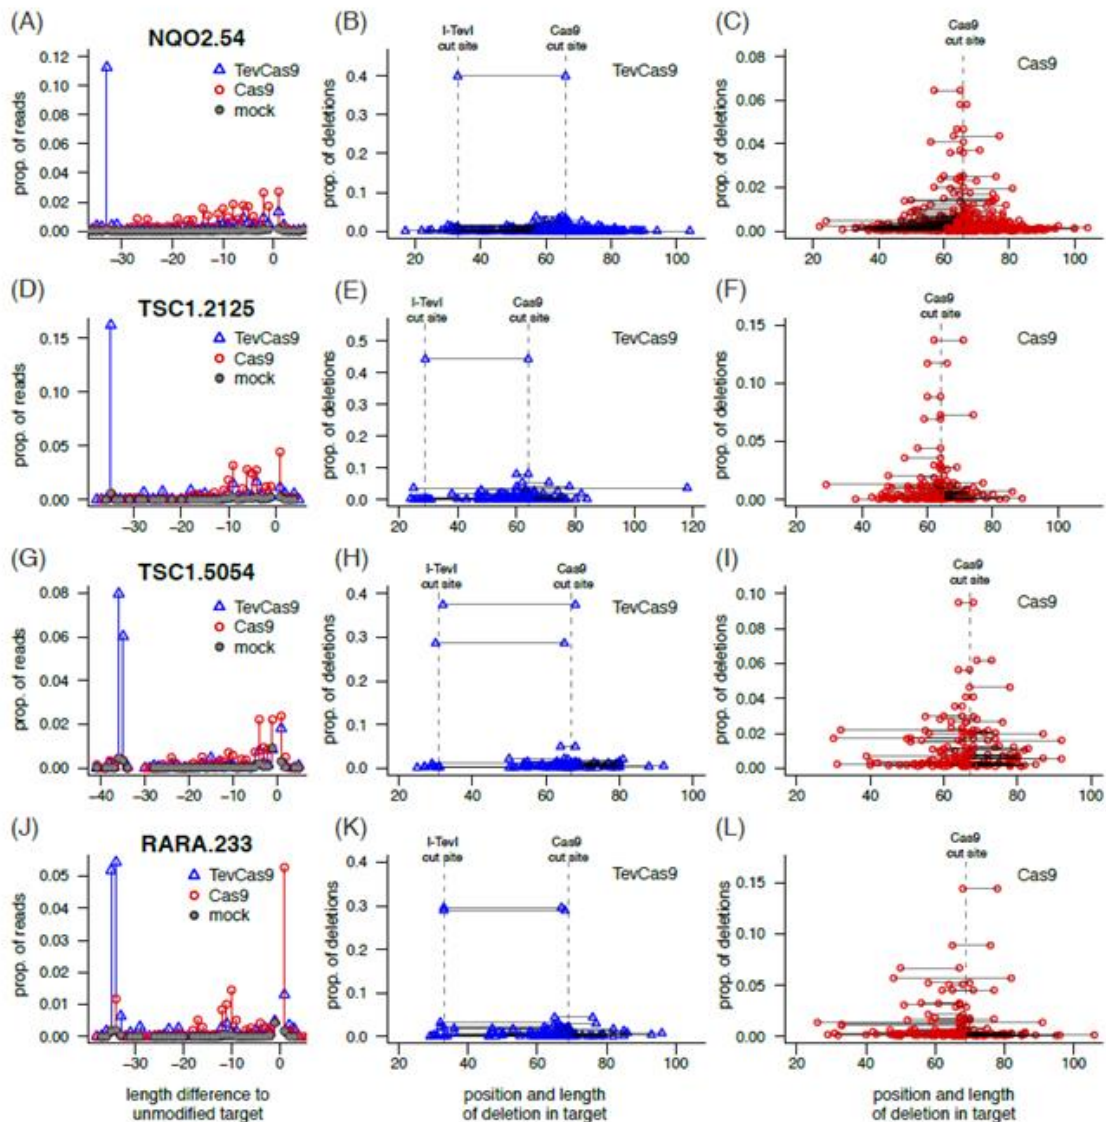 (A)
NQO2.54
prop. of reads
0.12
0.10
0.08
0.06
0.04
0.02
0.00
TevCas9
Cas9
mock
−30 −20 −10 0
(B)
I-TevI
cut site
Cas9
cut site
TevCas9
prop. of deletions
0.4
0.3
0.2
0.1
0.0
20 40 60 80 100
(C)
Cas9
cut site
Cas9
prop. of deletions
0.08
0.06
0.04
0.02
0.00
20 40 60 80 100
(D)
TSC1.2125
prop. of reads
0.15
0.10
0.05
0.00
TevCas9
Cas9
mock
−30 −20 −10 0
(E)
I-TevI
cut site
Cas9
cut site
TevCas9
prop. of deletions
0.5
0.4
0.3
0.2
0.1
0.0
20 40 60 80 100 120
(F)
Cas9
cut site
Cas9
prop. of deletions
0.15
0.10
0.05
0.00
20 40 60 80 100
(G)
TSC1.5054
prop. of reads
0.08
0.06
0.04
0.02
0.00
TevCas9
Cas9
mock
−40 −30 −20 −10 0
(H)
I-TevI
cut site
Cas9
cut site
TevCas9
prop. of deletions
0.4
0.3
0.2
0.1
0.0
20 40 60 80 100
(I)
Cas9
cut site
Cas9
prop. of deletions
0.10
0.08
0.06
0.04
0.02
0.00
20 40 60 80 100
(J)
RARA.233
prop. of reads
0.05
0.04
0.03
0.02
0.01
0.00
TevCas9
Cas9
mock
−30 −20 −10 0
length difference to
unmodified target
(K)
I-TevI
cut site
Cas9
cut site
TevCas9
prop. of deletions
0.4
0.3
0.2
0.1
0.0
20 40 60 80 100
position and length
of deletion in target
(L)
Cas9
cut site
Cas9
prop. of deletions
0.15
0.10
0.05
0.00
20 40 60 80 100
position and length
of deletion in target